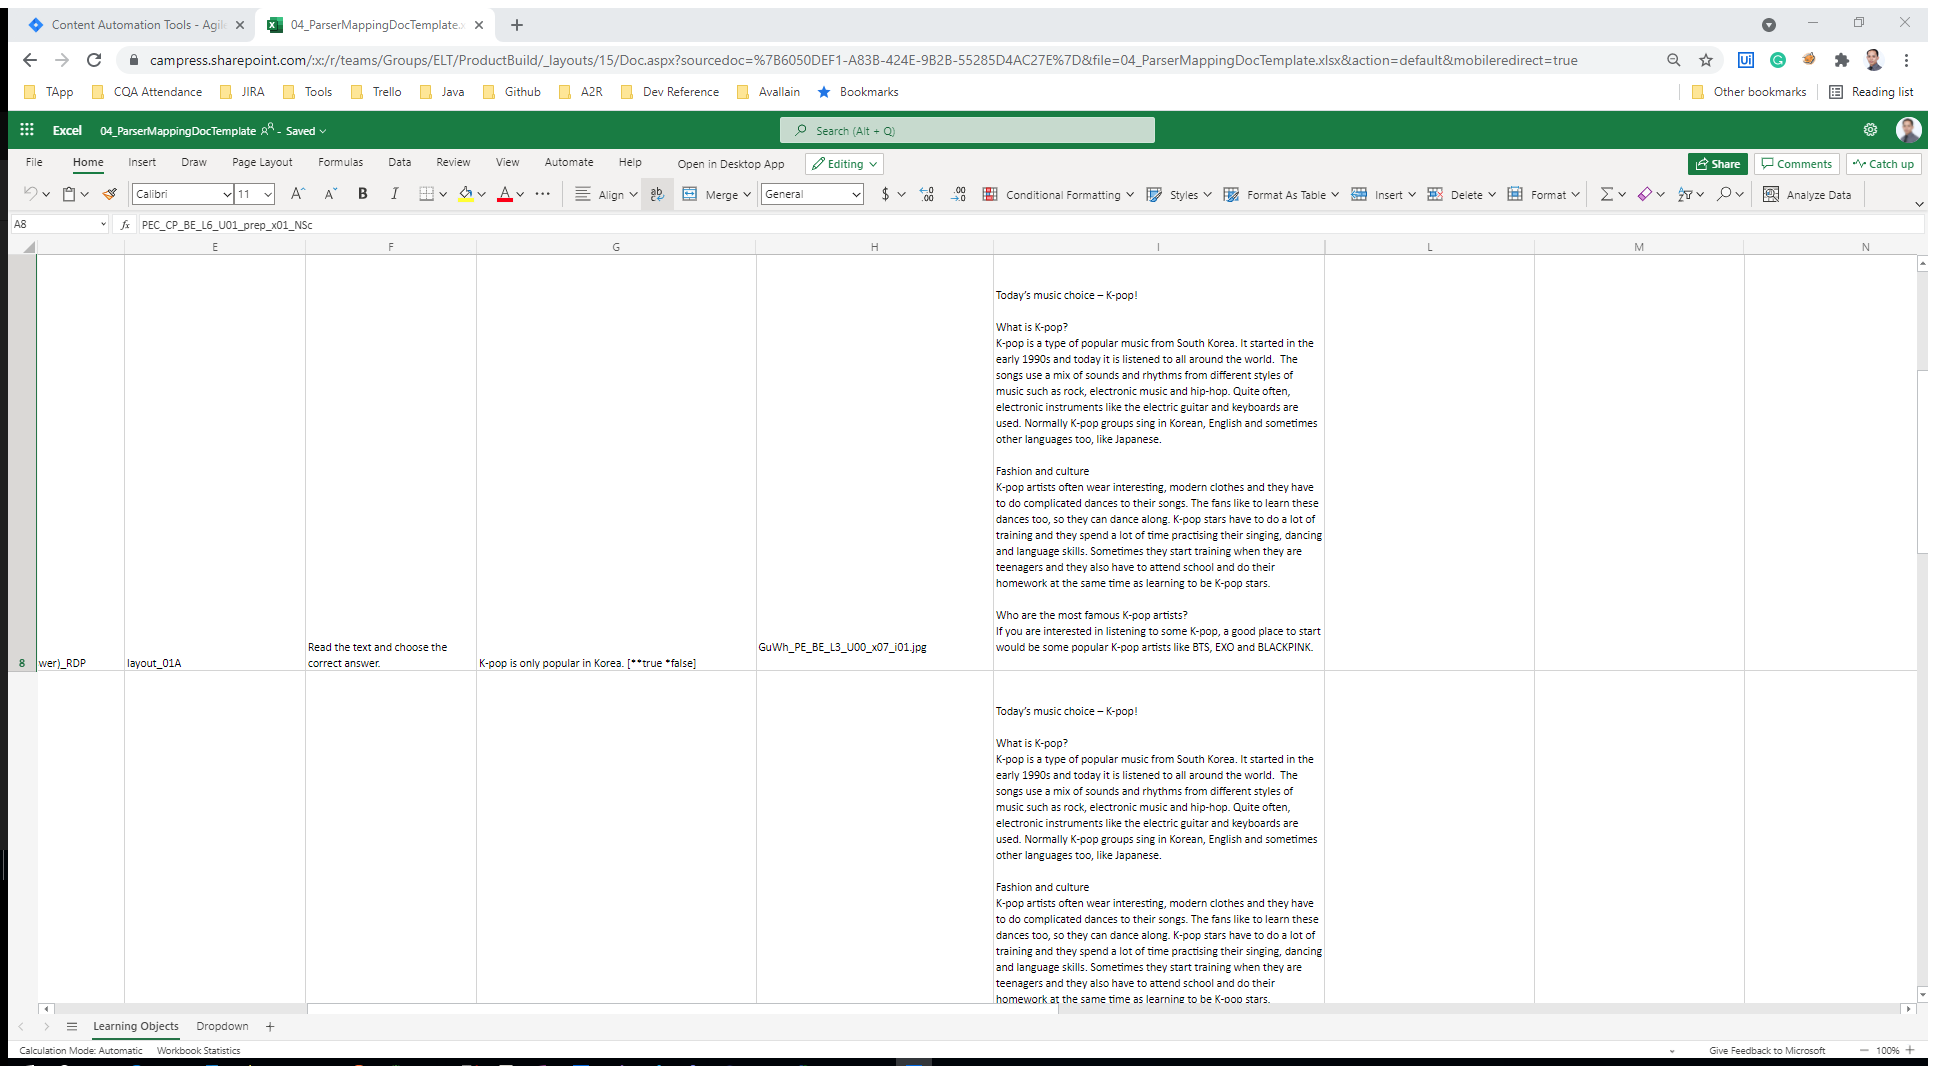 Content Automation Tools - Agil
04_ParserMappingDocTemplate.x
campress.sharepoint.com/:x:/r/teams/Groups/ELT/ProductBuild/_layouts/15/Doc.aspx?sourcedoc=%7B6050DEF1-A83B-424E-9B2B-55285D4AC27E%7D&file=04_ParserMappingDocTemplate.xlsx&action=default&mobileredirect=true
TApp CQA Attendance JIRA Tools Trello Java Github A2R Dev Reference Avallain Bookmarks Other bookmarks Reading list
Excel 04_ParserMappingDocTemplate - Saved Search (Alt + Q)
File Home Insert Draw Page Layout Formulas Data Review View Automate Help Open in Desktop App Editing Share Comments Catch up
Calibri 11 A A B I A ... Align ab Merge General $ .00 .00 Conditional Formatting Styles Format As Table Insert Delete Format Σ Analyze Data
A8 fx PEC_CP_BE_L6_U01_prep_x01_NSc
E F G H I L M N
Today's music choice – K-pop!
What is K-pop?
K-pop is a type of popular music from South Korea. It started in the
early 1990s and today it is listened to all around the world. The
songs use a mix of sounds and rhythms from different styles of
music such as rock, electronic music and hip-hop. Quite often,
electronic instruments like the electric guitar and keyboards are
used. Normally K-pop groups sing in Korean, English and sometimes
other languages too, like Japanese.
Fashion and culture
K-pop artists often wear interesting, modern clothes and they have
to do complicated dances to their songs. The fans like to learn these
dances too, so they can dance along. K-pop stars have to do a lot of
training and they spend a lot of time practising their singing, dancing
and language skills. Sometimes they start training when they are
teenagers and they also have to attend school and do their
homework at the same time as learning to be K-pop stars.
Who are the most famous K-pop artists?
If you are interested in listening to some K-pop, a good place to start
would be some popular K-pop artists like BTS, EXO and BLACKPINK.
8 wer)_RDP
layout_01A
Read the text and choose the
correct answer.
K-pop is only popular in Korea. [**true *false]
GuWh_PE_BE_L3_U00_x07_i01.jpg
Today's music choice – K-pop!
What is K-pop?
K-pop is a type of popular music from South Korea. It started in the
early 1990s and today it is listened to all around the world. The
songs use a mix of sounds and rhythms from different styles of
music such as rock, electronic music and hip-hop. Quite often,
electronic instruments like the electric guitar and keyboards are
used. Normally K-pop groups sing in Korean, English and sometimes
other languages too, like Japanese.
Fashion and culture
K-pop artists often wear interesting, modern clothes and they have
to do complicated dances to their songs. The fans like to learn these
dances too, so they can dance along. K-pop stars have to do a lot of
training and they spend a lot of time practising their singing, dancing
and language skills. Sometimes they start training when they are
teenagers and they also have to attend school and do their
homework at the same time as learning to be K-pop stars.
Learning Objects Dropdown
Calculation Mode: Automatic Workbook Statistics Give Feedback to Microsoft 100%